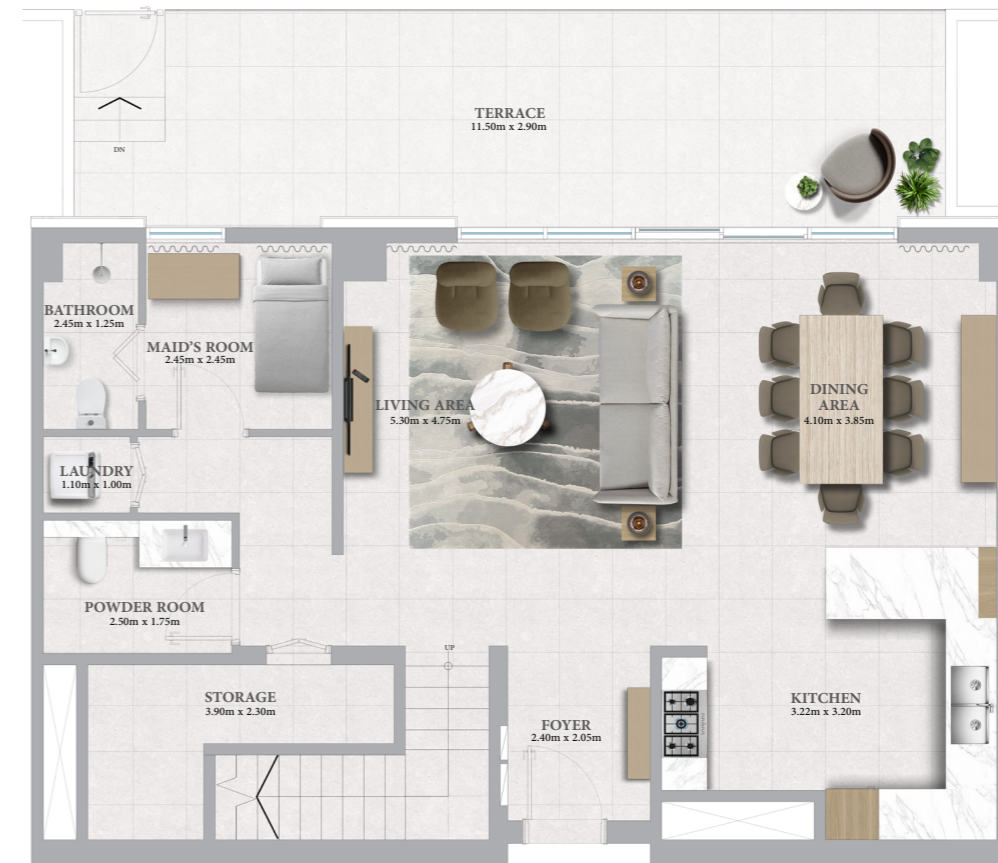 TERRACE
11.50m x 2.90m
DN
BATHROOM
2.45m x 1.25m
MAID'S ROOM
2.45m x 2.45m
LIVING AREA
5.30m x 4.75m
DINING
AREA
4.10m x 3.85m
LAUNDRY
1.10m x 1.00m
POWDER ROOM
2.50m x 1.75m
UP
STORAGE
3.90m x 2.30m
FOYER
2.40m x 2.05m
KITCHEN
3.22m x 3.20m